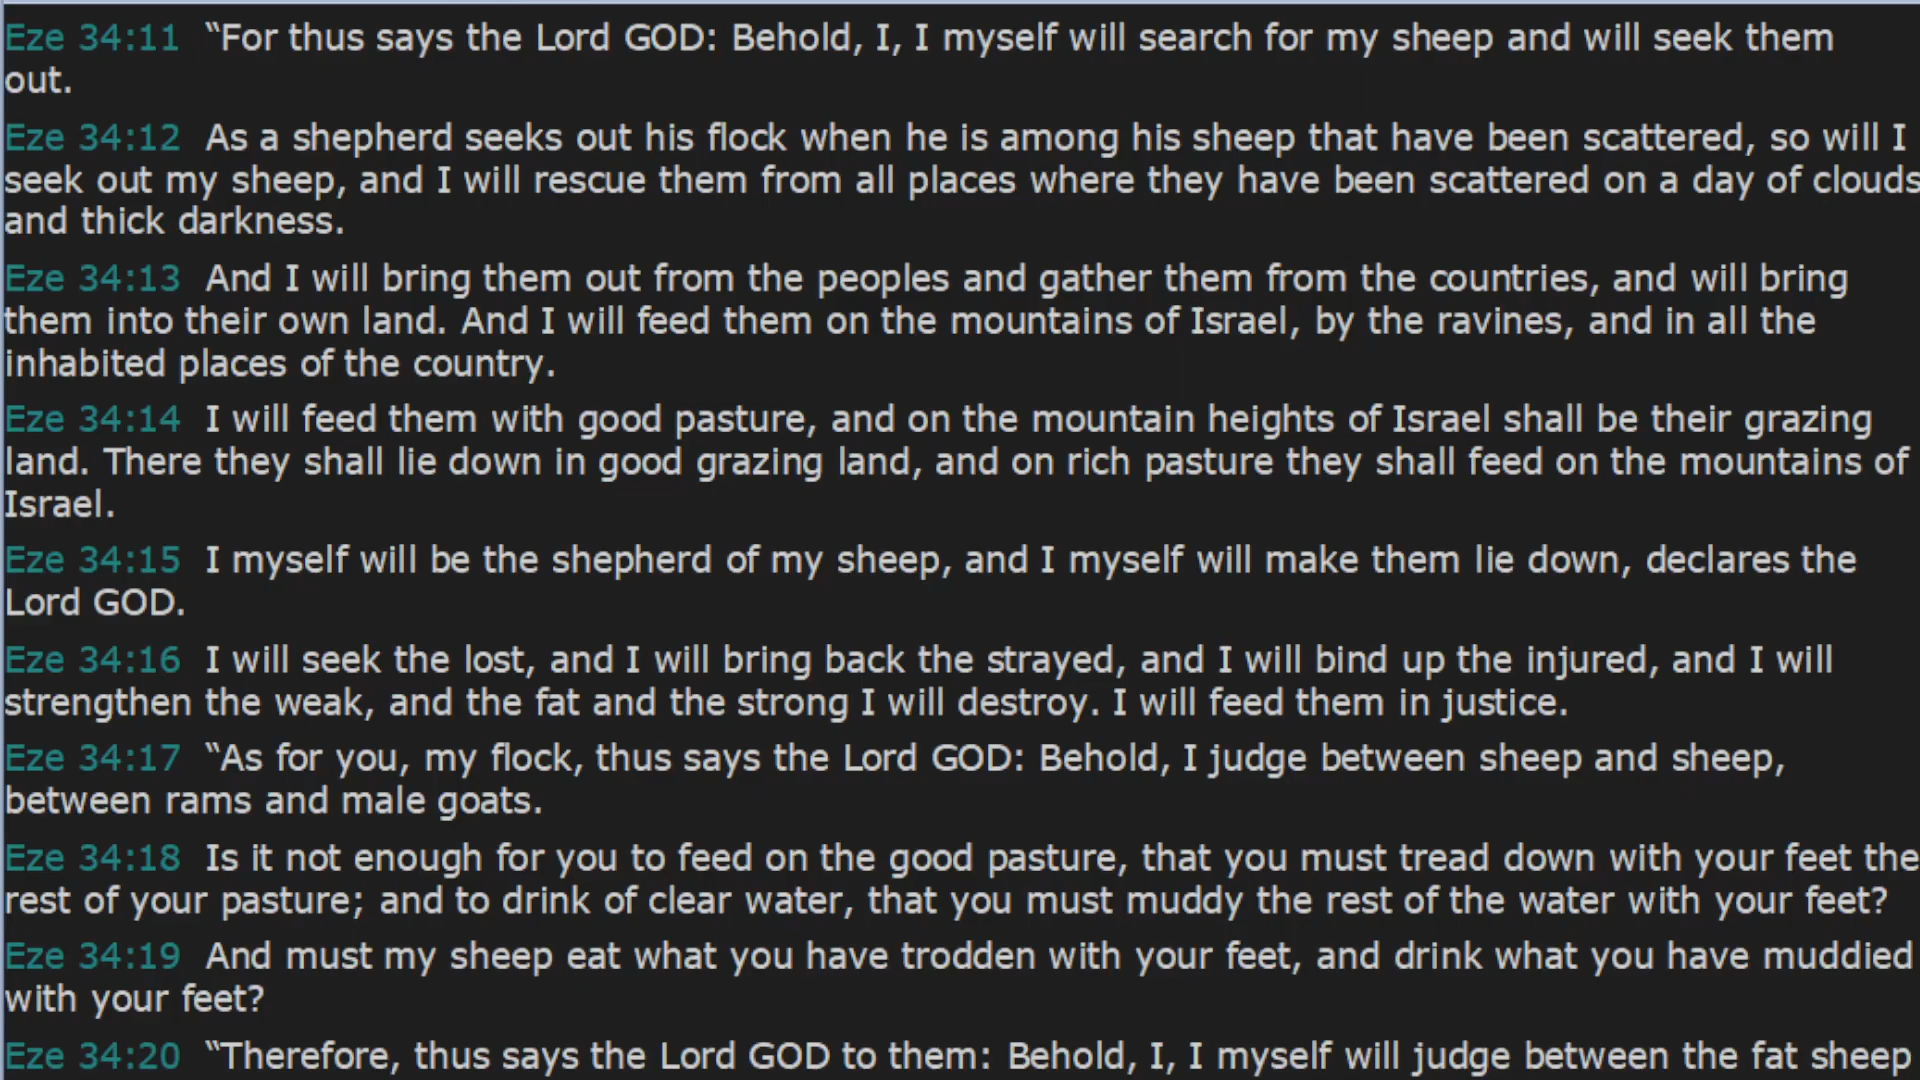 Eze 34:11 “For thus says the Lord GOD: Behold, I, I myself will search for my sheep and will seek them
out.
Eze 34:12 As a shepherd seeks out his flock when he is among his sheep that have been scattered, so will I
seek out my sheep, and I will rescue them from all places where they have been scattered on a day of clouds
and thick darkness.
Eze 34:13 And I will bring them out from the peoples and gather them from the countries, and will bring
them into their own land. And I will feed them on the mountains of Israel, by the ravines, and in all the
inhabited places of the country.
Eze 34:14 I will feed them with good pasture, and on the mountain heights of Israel shall be their grazing
land. There they shall lie down in good grazing land, and on rich pasture they shall feed on the mountains of
Israel.
Eze 34:15 I myself will be the shepherd of my sheep, and I myself will make them lie down, declares the
Lord GOD.
Eze 34:16 I will seek the lost, and I will bring back the strayed, and I will bind up the injured, and I will
strengthen the weak, and the fat and the strong I will destroy. I will feed them in justice.
Eze 34:17 “As for you, my flock, thus says the Lord GOD: Behold, I judge between sheep and sheep,
between rams and male goats.
Eze 34:18 Is it not enough for you to feed on the good pasture, that you must tread down with your feet the
rest of your pasture; and to drink of clear water, that you must muddy the rest of the water with your feet?
Eze 34:19 And must my sheep eat what you have trodden with your feet, and drink what you have muddied
with your feet?
Eze 34:20 “Therefore, thus says the Lord GOD to them: Behold, I, I myself will judge between the fat sheep